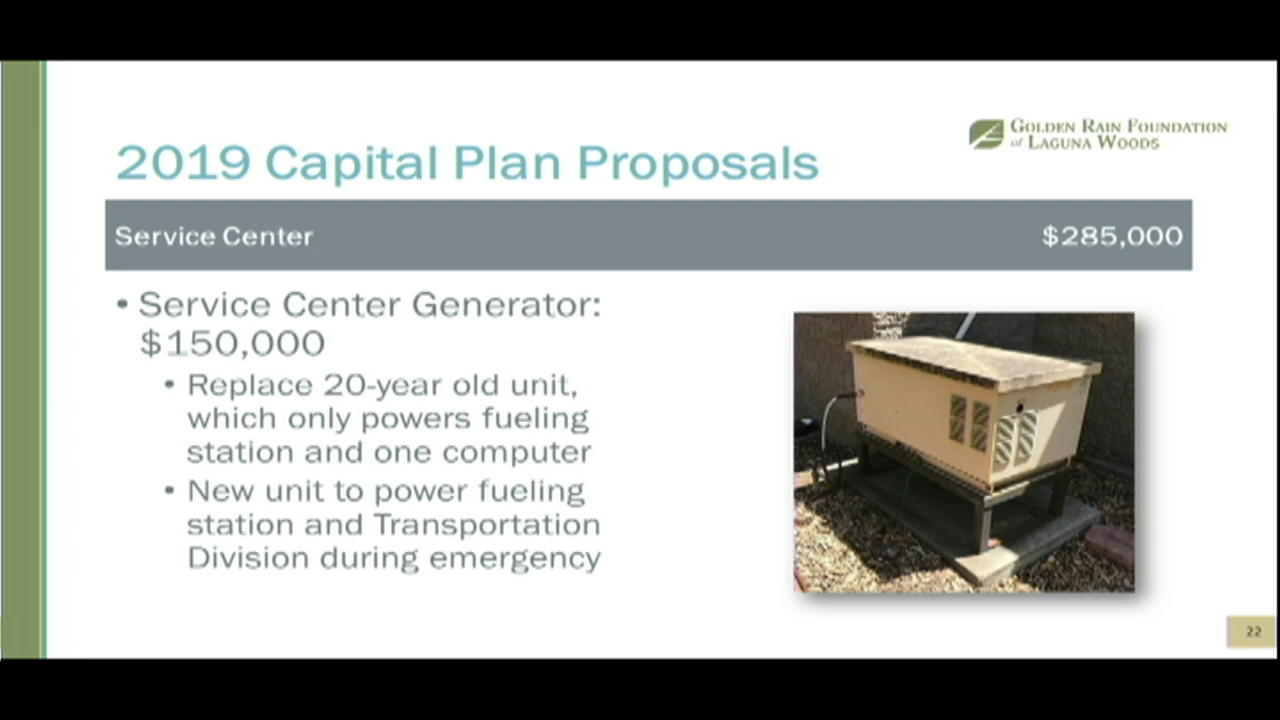 GOLDEN RAIN FOUNDATION
of LAGUNA WOODS
2019 Capital Plan Proposals
Service Center $285,000
• Service Center Generator:
$150,000
• Replace 20-year old unit,
which only powers fueling
station and one computer
• New unit to power fueling
station and Transportation
Division during emergency
22